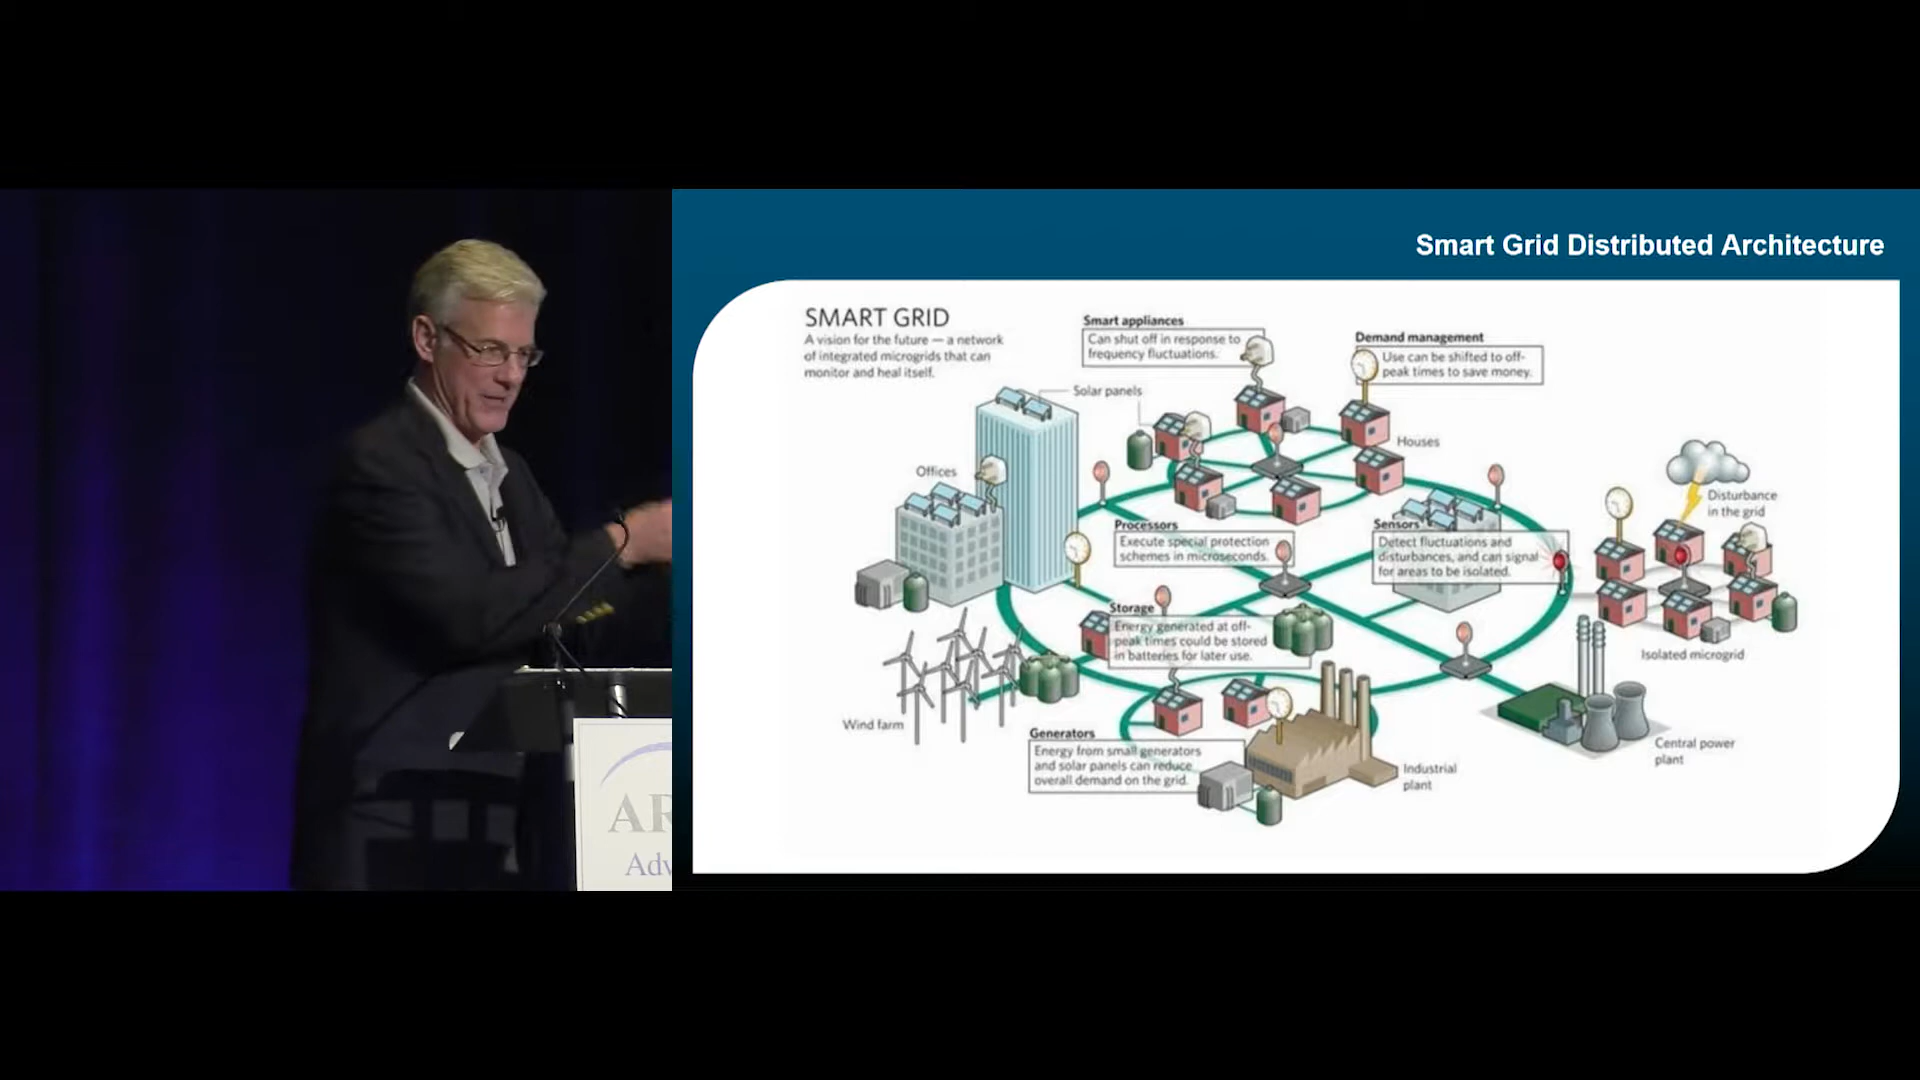 Smart Grid Distributed Architecture
SMART GRID
A vision for the future — a network
of integrated microgrids that can
monitor and heal itself.
Smart appliances
Can shut off in response to
frequency fluctuations.
Demand management
Use can be shifted to off-
peak times to save money.
Solar panels
Houses
Offices
Disturbance
in the grid
Processors
Execute special protection
schemes in microseconds.
Sensors
Detect fluctuations and
disturbances, and can signal
for areas to be isolated.
Storage
Energy generated at off-
peak times could be stored
in batteries for later use.
Isolated microgrid
Wind farm
Generators
Energy from small generators
and solar panels can reduce
overall demand on the grid.
Central power
plant
Industrial
plant